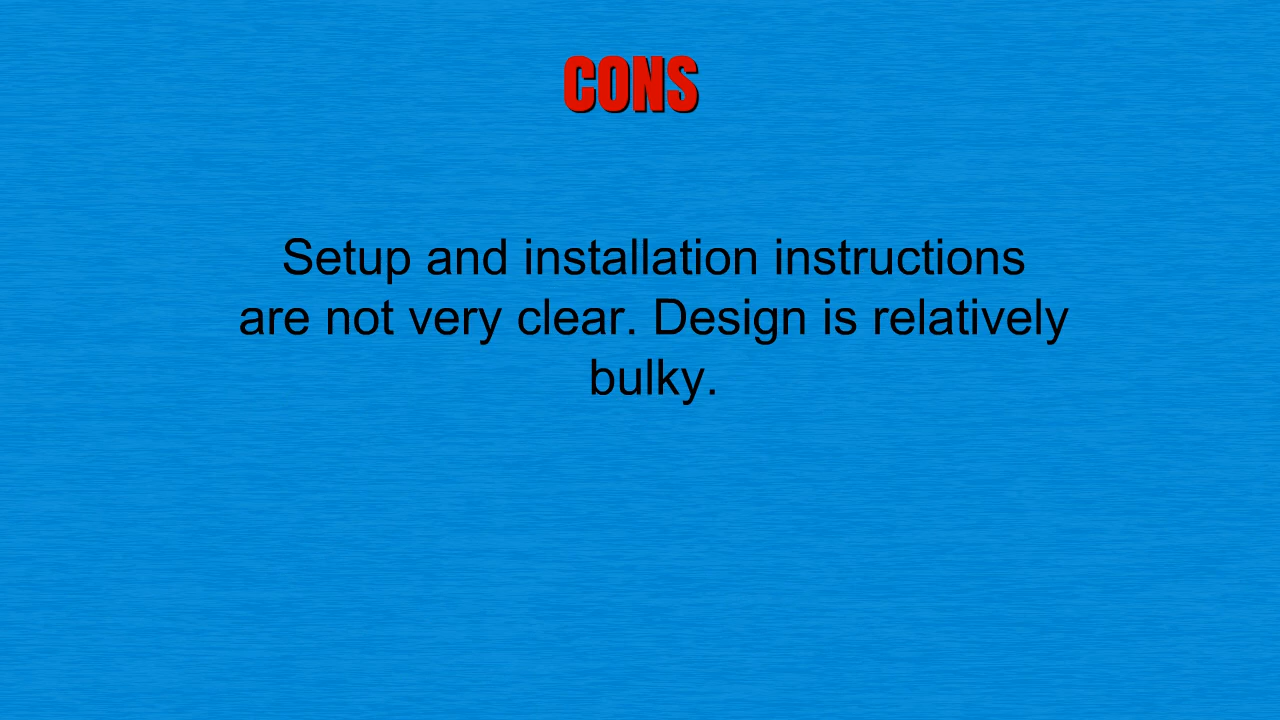 CONS
Setup and installation instructions
are not very clear. Design is relatively
bulky.